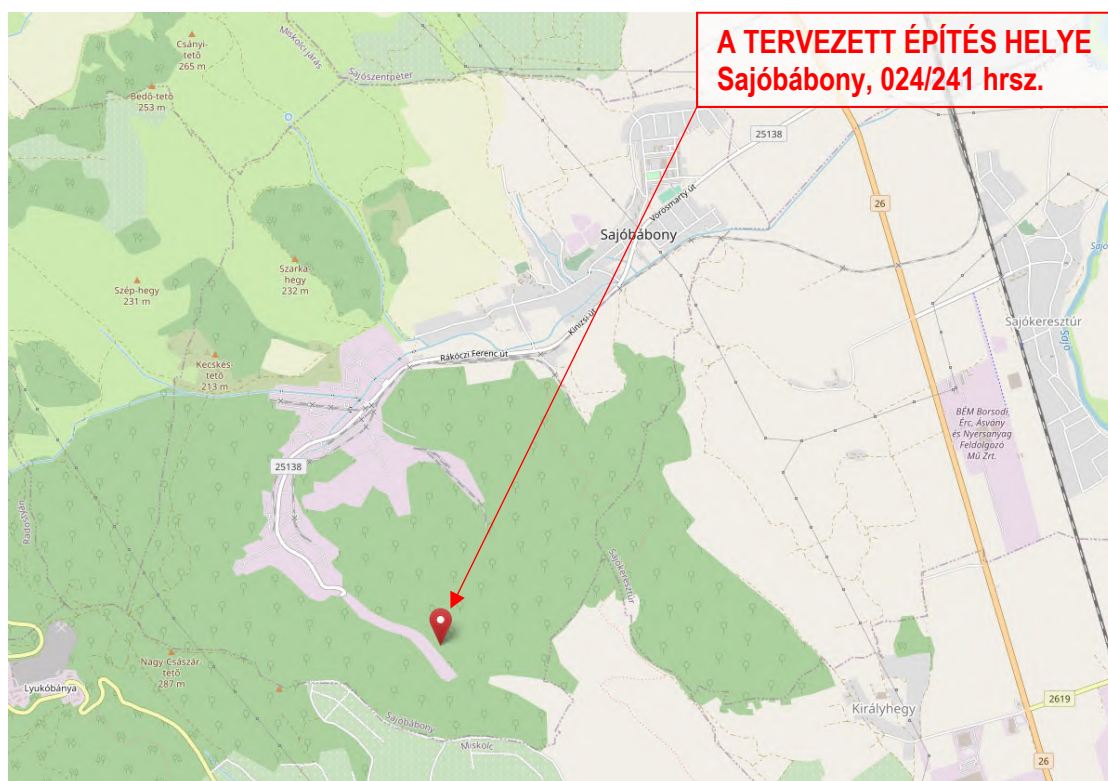 A TERVEZETT ÉPÍTÉS HELYE
Sajóbábony, 024/241 hrsz.
Csányi-
tető
265 m
Miskolci járás
Sajószentpéter
Bedő-tető
253 m
25138
Vörösmarty út
26
Sajóbábony
Szarka
hegy
232 m
Szép-hegy
231 m
Kinizsi út
Sajó
Sajókeresztúr
Sajó
Rákóczi Ferenc út
Kecskés-
tető
213 m
BÉM Borsodi
Érc, Ásvány
és Nyersanyag
Feldolgozó
Mű Zrt.
25138
Radostyán
Sajókeresztúr
Nagy Császár
tető
287 m
Lyukóbánya
Sajóbábony
Miskolc
Királyhegy
2619
26